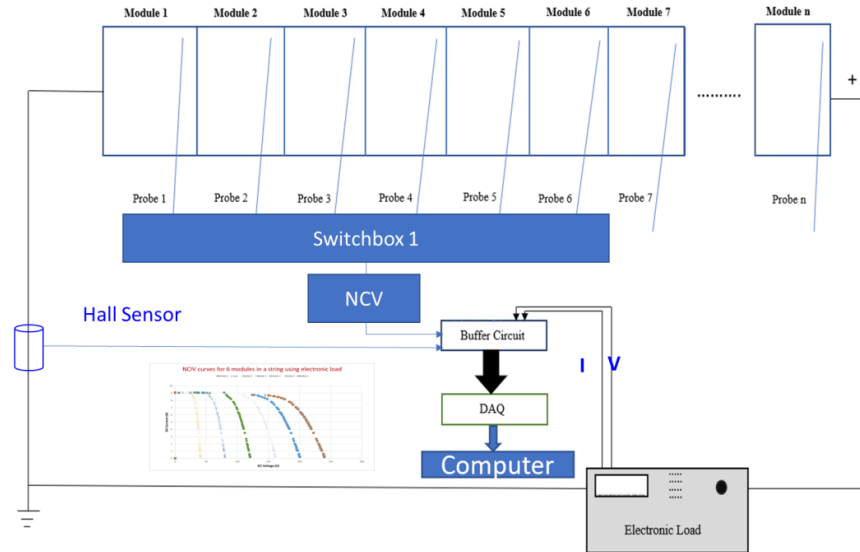 Module 1
Module 2
Module 3
Module 4
Module 5
Module 6
Module 7
Module n
+
..........
Probe 1
Probe 2
Probe 3
Probe 4
Probe 5
Probe 6
Probe 7
Probe n
Switchbox 1
NCV
Hall Sensor
Buffer Circuit
I
V
NCIV curves for 6 modules in a string using electronic load
DAQ
Computer
Electronic Load